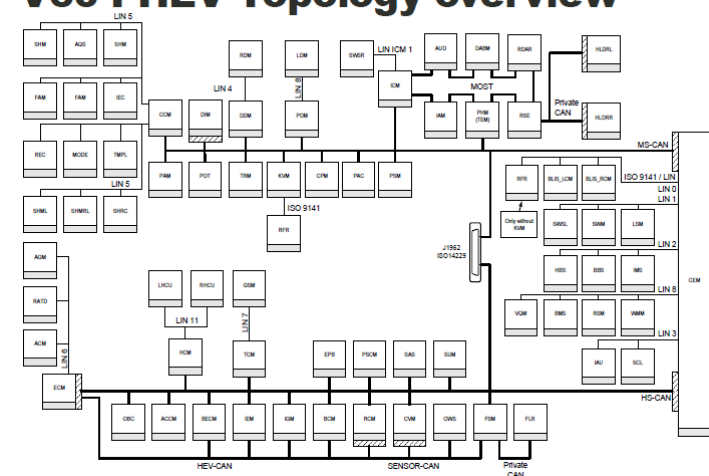 V60 PHEV Topology overview
LIN 5
SHM
AQS
SHM
FAM
FAM
IEC
REC
MODE
TMPL
LIN 5
SHML
SHMRL
SHRC
CCM
DIM
RDM
LIN 4
DDM
LDM
LIN 8
PDM
SWSR
LIN ICM 1
ICM
AUD
DABM
RDAR
MOST
IAM
PHM
(TEM)
RSE
Private
CAN
HLDRL
HLDRR
MS-CAN
PAM
POT
TRM
KVM
CPM
PAC
PSM
ISO 9141
RFR
RFR
BLIS_LCM
BLIS_RCM
ISO 9141 / LIN
LIN 0
LIN 1
Only without
KVM
SWSL
SWM
LSM
LIN 2
HBS
BBS
IMS
LIN 8
VQM
BMS
RSM
WMM
LIN 3
IAU
SCL
CEM
J1962
ISO14229
AGM
RATD
ACM
LIN 6
ECM
LHCU
RHCU
LIN 11
HCM
GSM
LIN 7
TCM
EPB
PSCM
SAS
SUM
HS-CAN
OBC
ACCM
BECM
IEM
IGM
BCM
RCM
CVM
OWS
FSM
FLR
HEV-CAN
SENSOR-CAN
Private
CAN